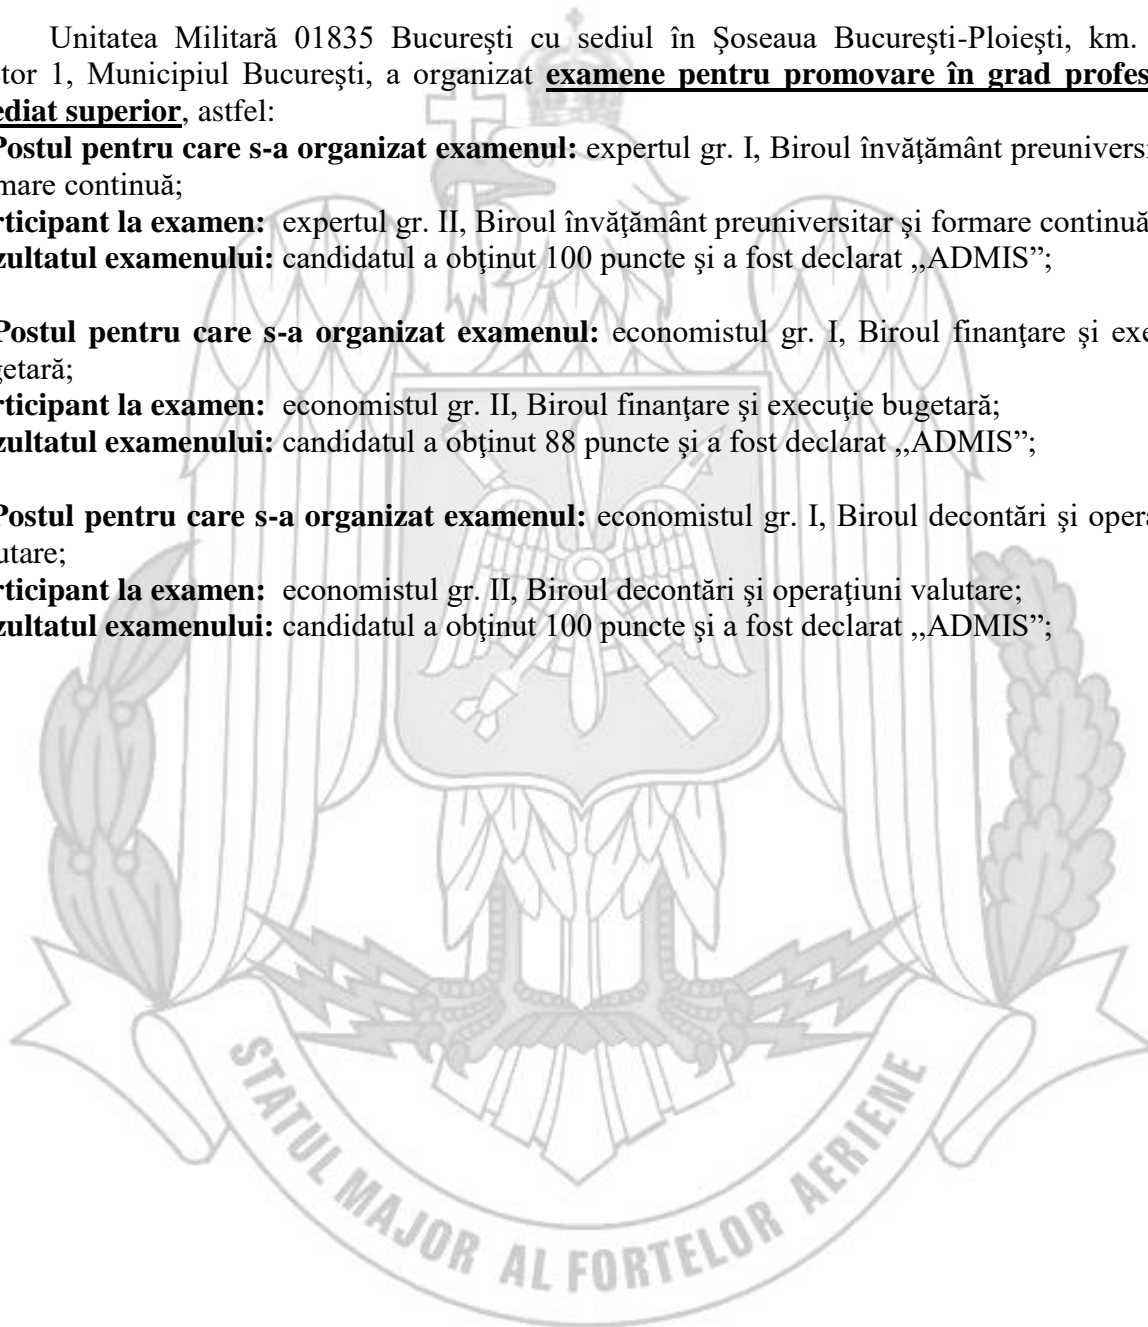 Unitatea Militară 01835 Bucureşti cu sediul în Şoseaua Bucureşti-Ploieşti, km.
tor 1, Municipiul Bucureşti, a organizat examene pentru promovare în grad profes
ediat superior, astfel:
Postul pentru care s-a organizat examenul: expertul gr. I, Biroul învăţământ preuniversi
mare continuă;
rticipant la examen: expertul gr. II, Biroul învăţământ preuniversitar şi formare continuă
zultatul examenului: candidatul a obţinut 100 puncte şi a fost declarat ,,ADMIS”;
Postul pentru care s-a organizat examenul: economistul gr. I, Biroul finanţare şi exe
getară;
rticipant la examen: economistul gr. II, Biroul finanţare şi execuţie bugetară;
zultatul examenului: candidatul a obţinut 88 puncte şi a fost declarat ,,ADMIS”;
Postul pentru care s-a organizat examenul: economistul gr. I, Biroul decontări şi opera
utare;
rticipant la examen: economistul gr. II, Biroul decontări şi operaţiuni valutare;
zultatul examenului: candidatul a obţinut 100 puncte şi a fost declarat ,,ADMIS”;
STATUL MAJOR AL FORTELOR AERIENE